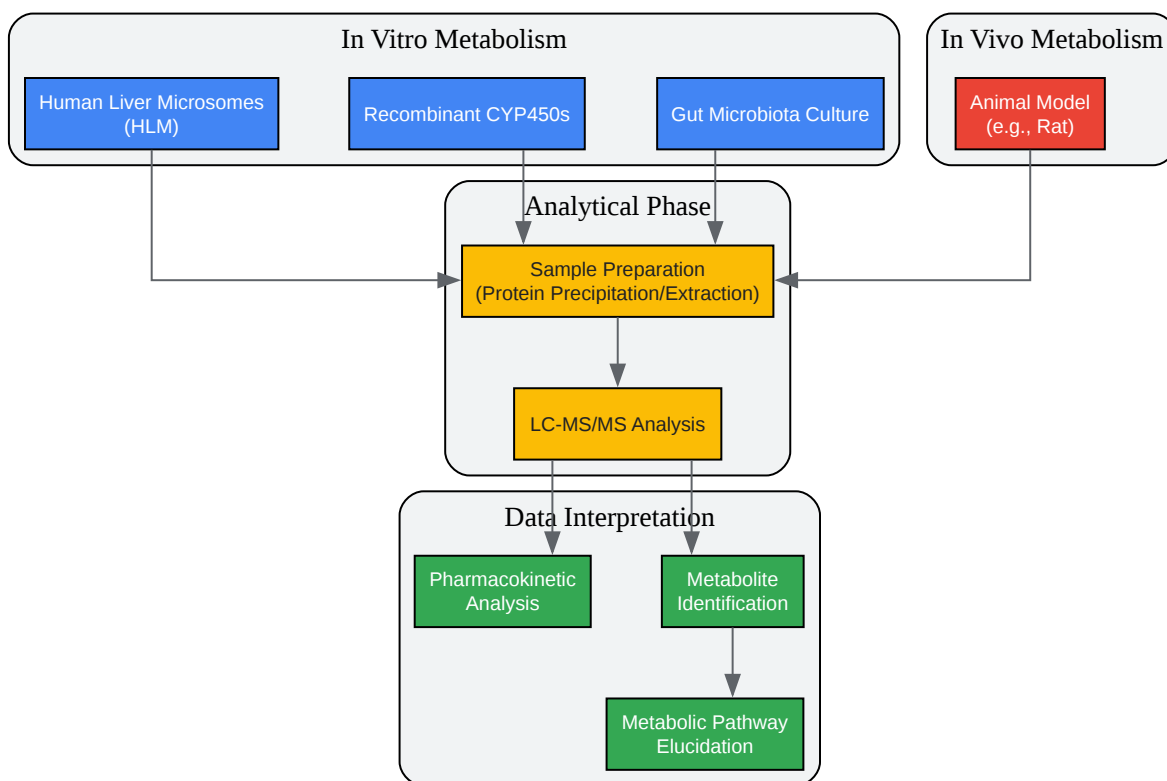 In Vitro Metabolism
In Vivo Metabolism
Human Liver Microsomes
(HLM)
Recombinant CYP450s
Gut Microbiota Culture
Animal Model
(e.g., Rat)
Analytical Phase
Sample Preparation
(Protein Precipitation/Extraction)
LC-MS/MS Analysis
Data Interpretation
Pharmacokinetic
Analysis
Metabolite
Identification
Metabolic Pathway
Elucidation